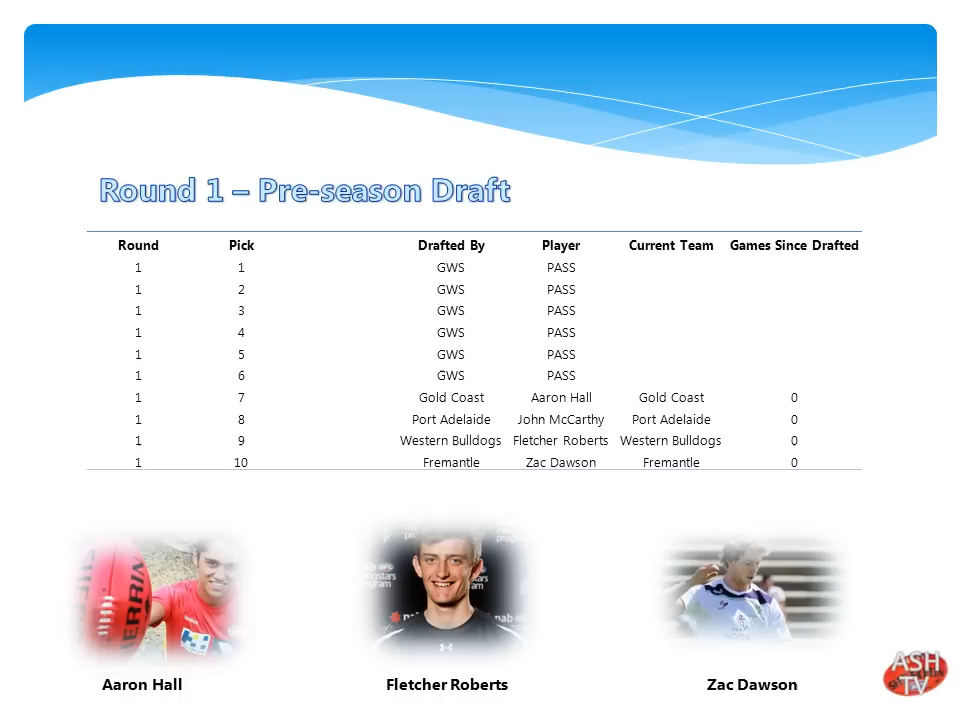 Round 1 – Pre-season Draft
Round Pick Drafted By Player Current Team Games Since Drafted
1 1 GWS PASS
1 2 GWS PASS
1 3 GWS PASS
1 4 GWS PASS
1 5 GWS PASS
1 6 GWS PASS
1 7 Gold Coast Aaron Hall Gold Coast 0
1 8 Port Adelaide John McCarthy Port Adelaide 0
1 9 Western Bulldogs Fletcher Roberts Western Bulldogs 0
1 10 Fremantle Zac Dawson Fremantle 0
nab
Aaron Hall Fletcher Roberts Zac Dawson
ASH
TV